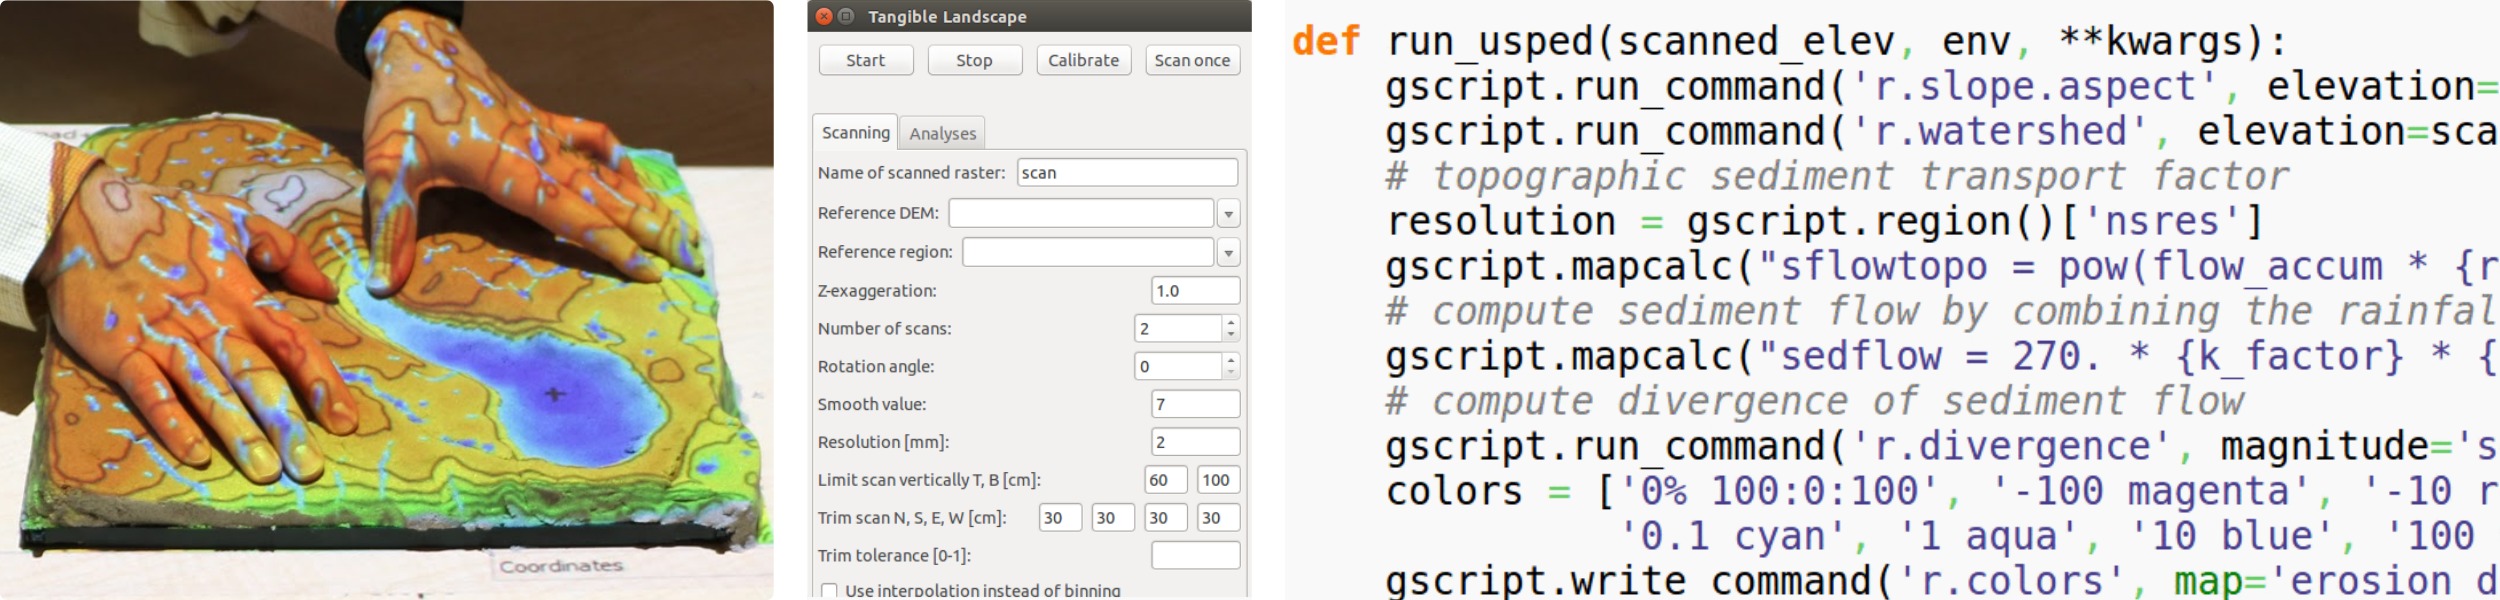 Coordinates
Tangible Landscape
Start Stop Calibrate Scan once
Scanning Analyses
Name of scanned raster: scan
Reference DEM:
Reference region:
Z-exaggeration: 1.0
Number of scans: 2
Rotation angle: 0
Smooth value: 7
Resolution [mm]: 2
Limit scan vertically T, B [cm]: 60 100
Trim scan N, S, E, W [cm]: 30 30 30 30
Trim tolerance [0-1]:
Use interpolation instead of binning
def run_usped(scanned_elev, env, **kwargs):
gscript.run_command('r.slope.aspect', elevation=
gscript.run_command('r.watershed', elevation=sca
# topographic sediment transport factor
resolution = gscript.region()['nsres']
gscript.mapcalc("sflowtopo = pow(flow_accum * {r
# compute sediment flow by combining the rainfal
gscript.mapcalc("sedflow = 270. * {k_factor} * {
# compute divergence of sediment flow
gscript.run_command('r.divergence', magnitude='s
colors = ['0% 100:0:100', '-100 magenta', '-10 r
'0.1 cyan', '1 aqua', '10 blue', '100
gscript.write_command('r.colors', map='erosion_d